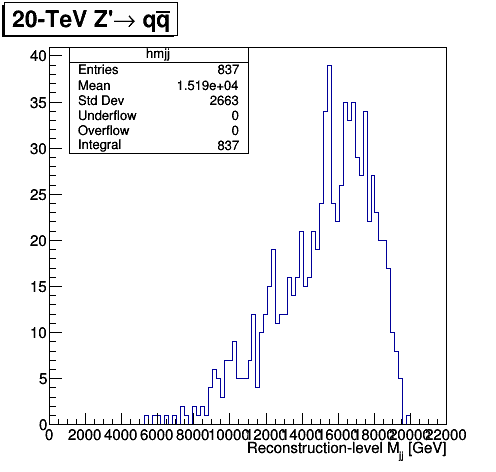 20-TeV Z'→ qq̅
hmjj
Entries 837
Mean 1.519e+04
Std Dev 2663
Underflow 0
Overflow 0
Integral 837
40
35
30
25
20
15
10
5
0
0 2000 4000 6000 8000 10000 12000 14000 16000 18000 20000 22000
Reconstruction-level Mjj [GeV]